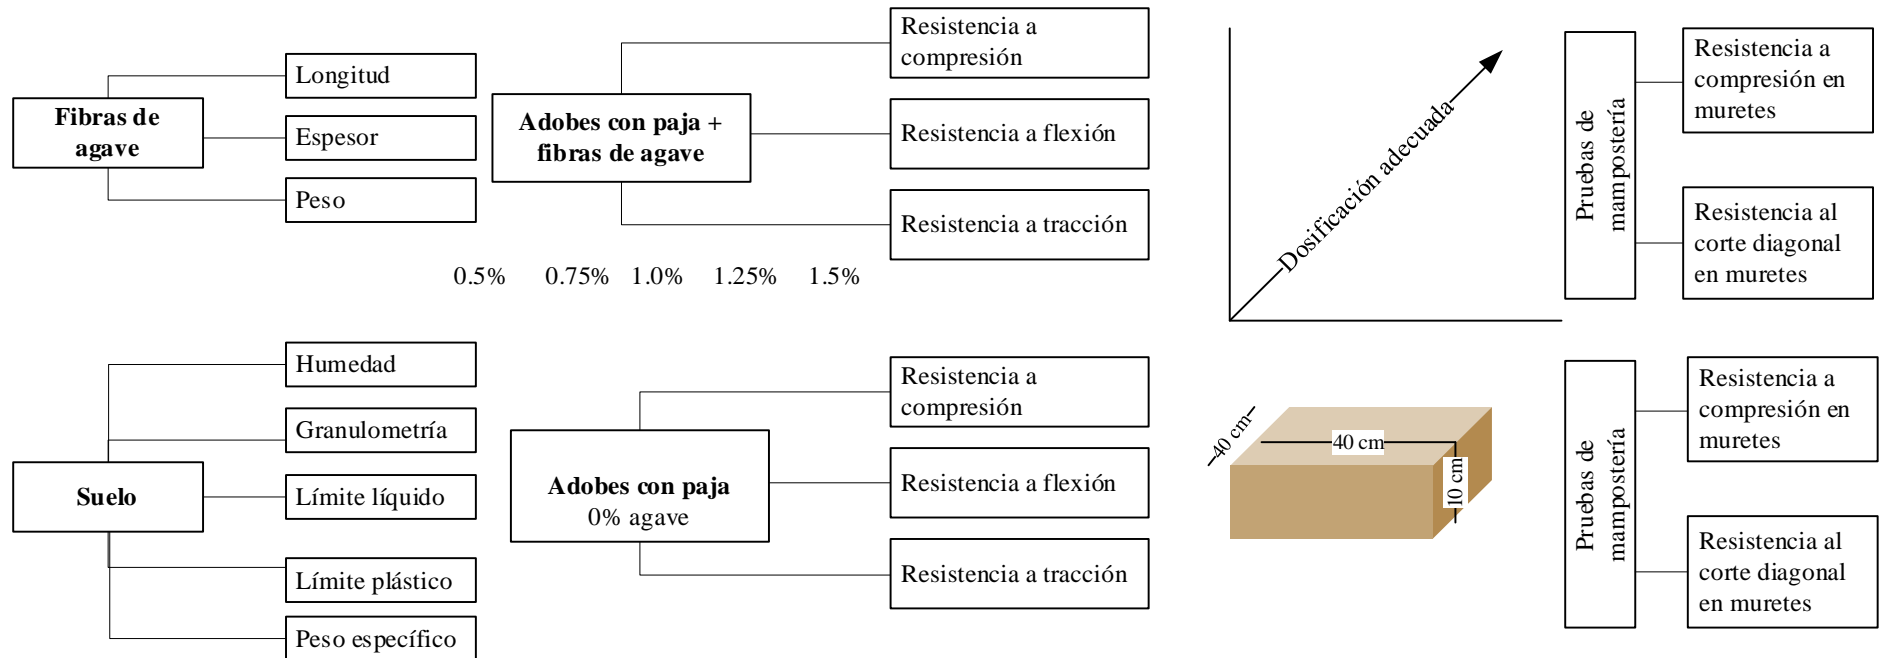 Fibras de
agave
Longitud
Espesor
Peso
Adobes con paja +
fibras de agave
Resistencia a
compresión
Resistencia a flexión
Resistencia a tracción
0.5% 0.75% 1.0% 1.25% 1.5%
Dosificación adecuada
Pruebas de
mampostería
Resistencia a
compresión en
muretes
Resistencia al
corte diagonal
en muretes
Suelo
Humedad
Granulometría
Límite líquido
Límite plástico
Peso específico
Adobes con paja
0% agave
Resistencia a
compresión
Resistencia a flexión
Resistencia a tracción
40 cm
40 cm
10 cm
Pruebas de
mampostería
Resistencia a
compresión en
muretes
Resistencia al
corte diagonal
en muretes